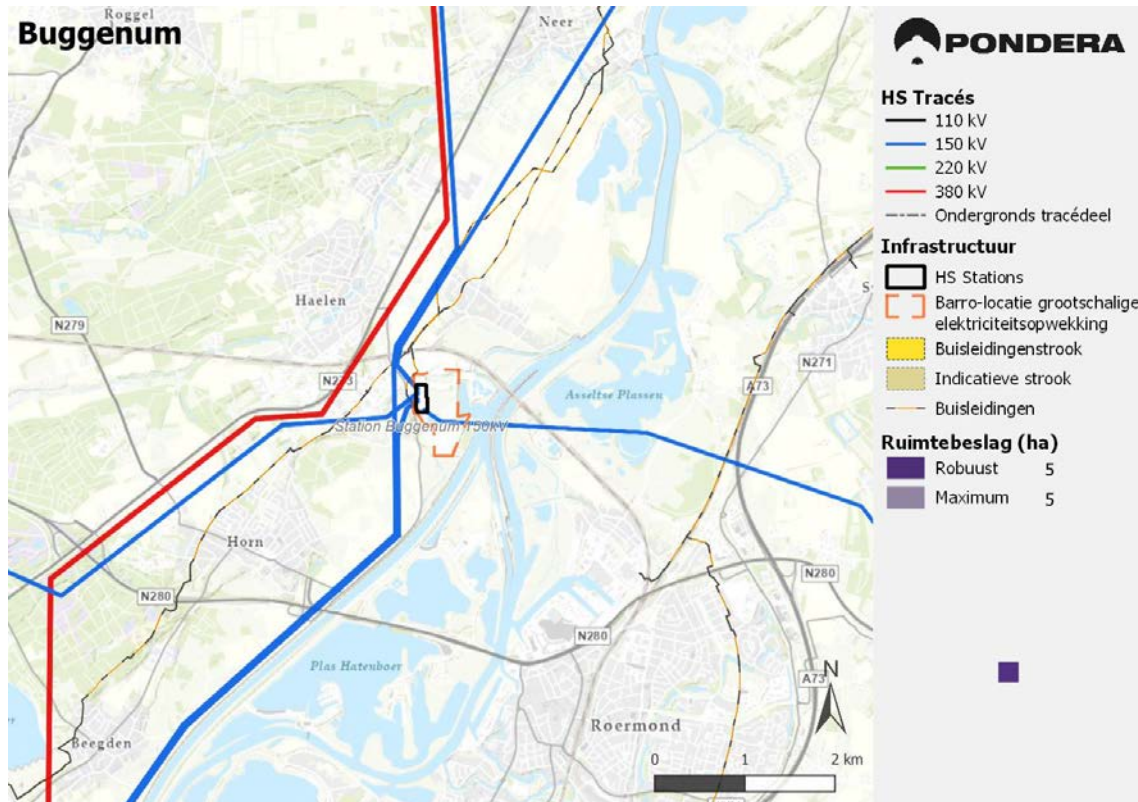 Buggenum
Roggel
Neer
Haelen
N279
N273
Asseltse Plassen
A73
N271
Station Buggenum 150kV
Horn
N280
N280
N280
Plas Hatenboer
A73
N
Roermond
Beegden
0 1 2 km
PONDERA
HS Tracés
110 kV
150 kV
220 kV
380 kV
Ondergronds tracédeel
Infrastructuur
HS Stations
Barro-locatie grootschalige
elektriciteitsopwekking
Buisleidingenstrook
Indicatieve strook
Buisleidingen
Ruimtebeslag (ha)
Robuust 5
Maximum 5